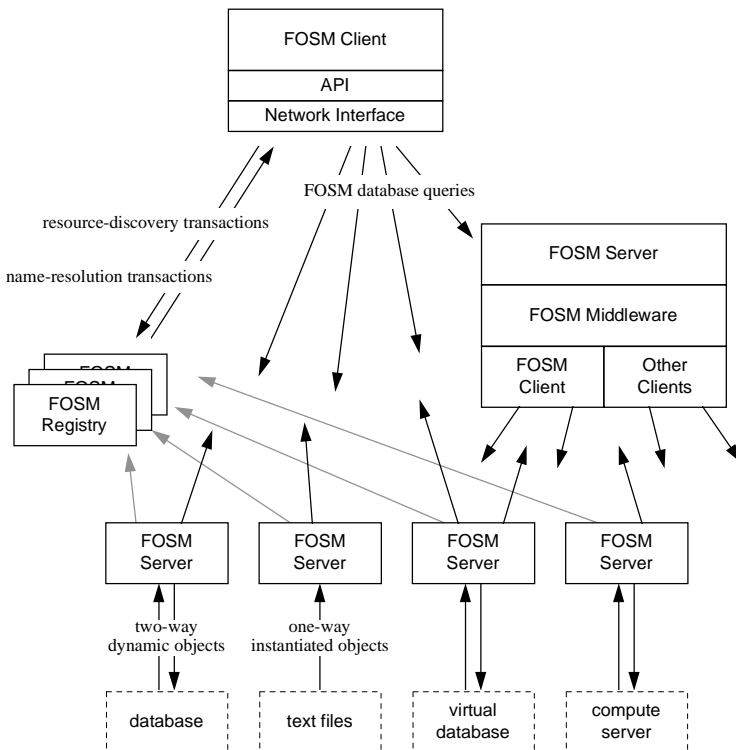 FOSM Client
API
Network Interface
FOSM database queries
resource-discovery transactions
name-resolution transactions
FOSM Server
FOSM Middleware
FOSM
Client
Other
Clients
FOSM
FOSM
FOSM
Registry
FOSM
Server
FOSM
Server
FOSM
Server
FOSM
Server
two-way
dynamic objects
one-way
instantiated objects
database
text files
virtual
database
compute
server